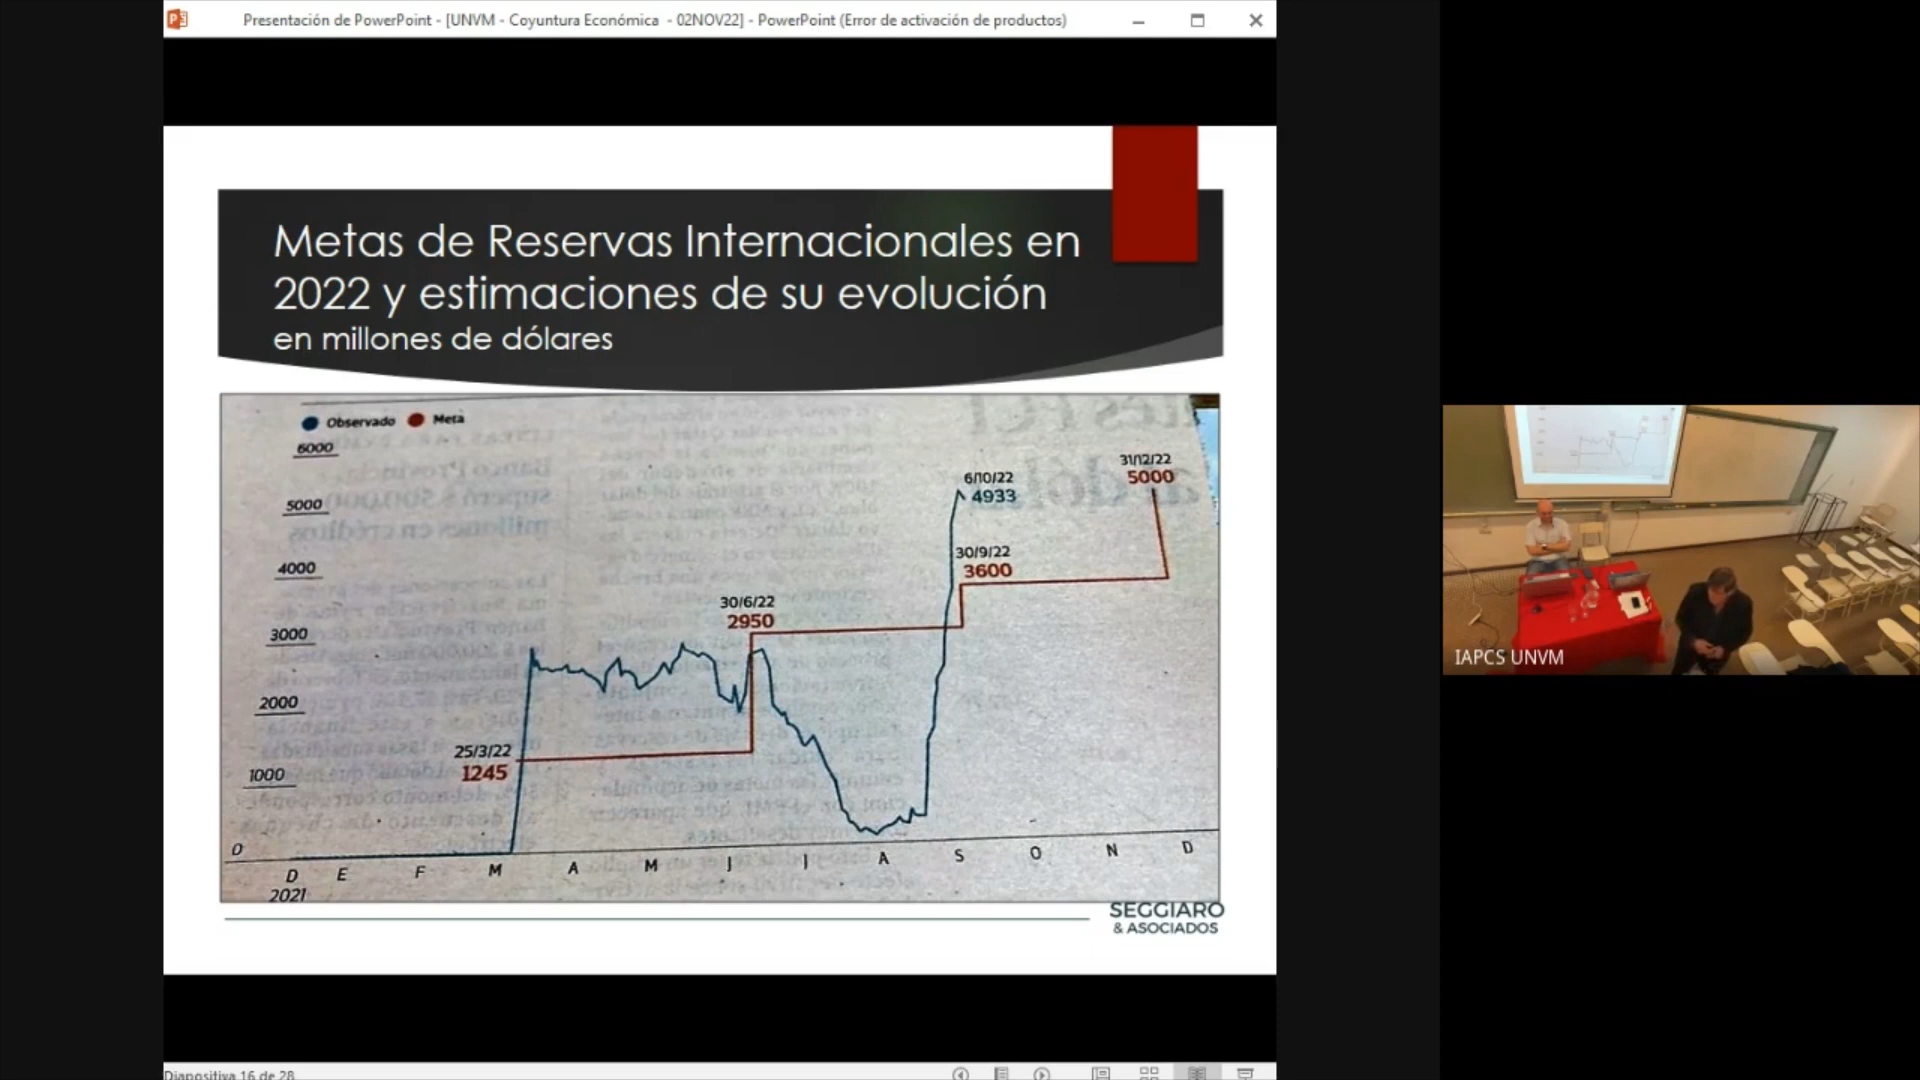 Presentación de PowerPoint - [UNVM - Coyuntura Económica - 02NOV22] - PowerPoint (Error de activación de productos)
Metas de Reservas Internacionales en
2022 y estimaciones de su evolución
en millones de dólares
Observado Meta
6000
5000
4000
3000
2000
1000
0
25/3/22
1245
30/6/22
2950
30/9/22
3600
6/10/22
4933
31/12/22
5000
D E F M A M J J A S O N D
2021
SEGGIARO
& ASOCIADOS
Diapositiva 16 de 28
IAPCS UNVM